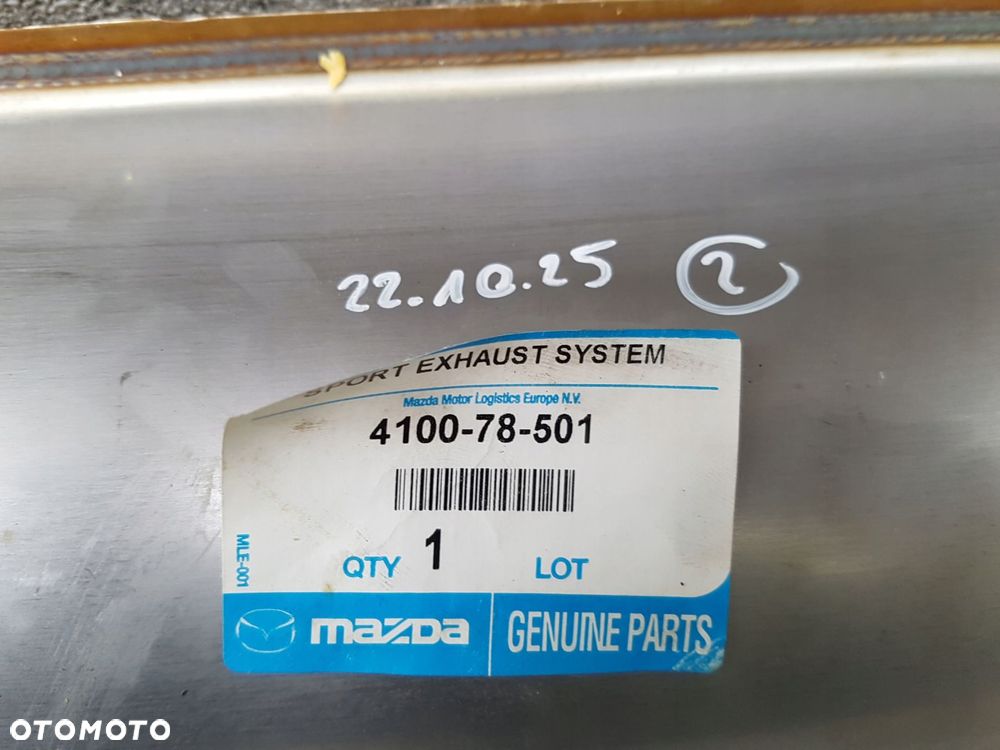 22.10.25 2
SPORT EXHAUST SYSTEM
Mazda Motor Logistics Europe N.V.
4100-78-501
MLE-001
QTY 1 LOT
mazda GENUINE PARTS
OTOMOTO